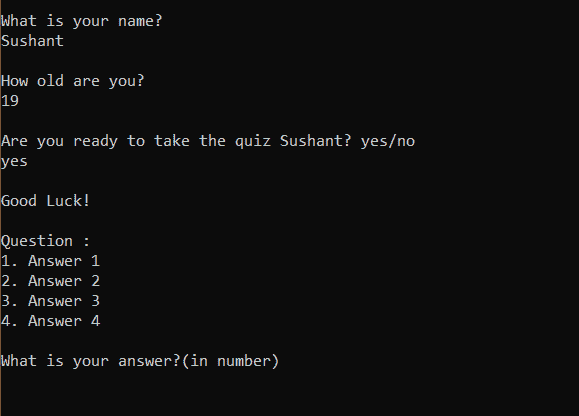 What is your name?
Sushant
How old are you?
19
Are you ready to take the quiz Sushant? yes/no
yes
Good Luck!
Question :
1. Answer 1
2. Answer 2
3. Answer 3
4. Answer 4
What is your answer?(in number)